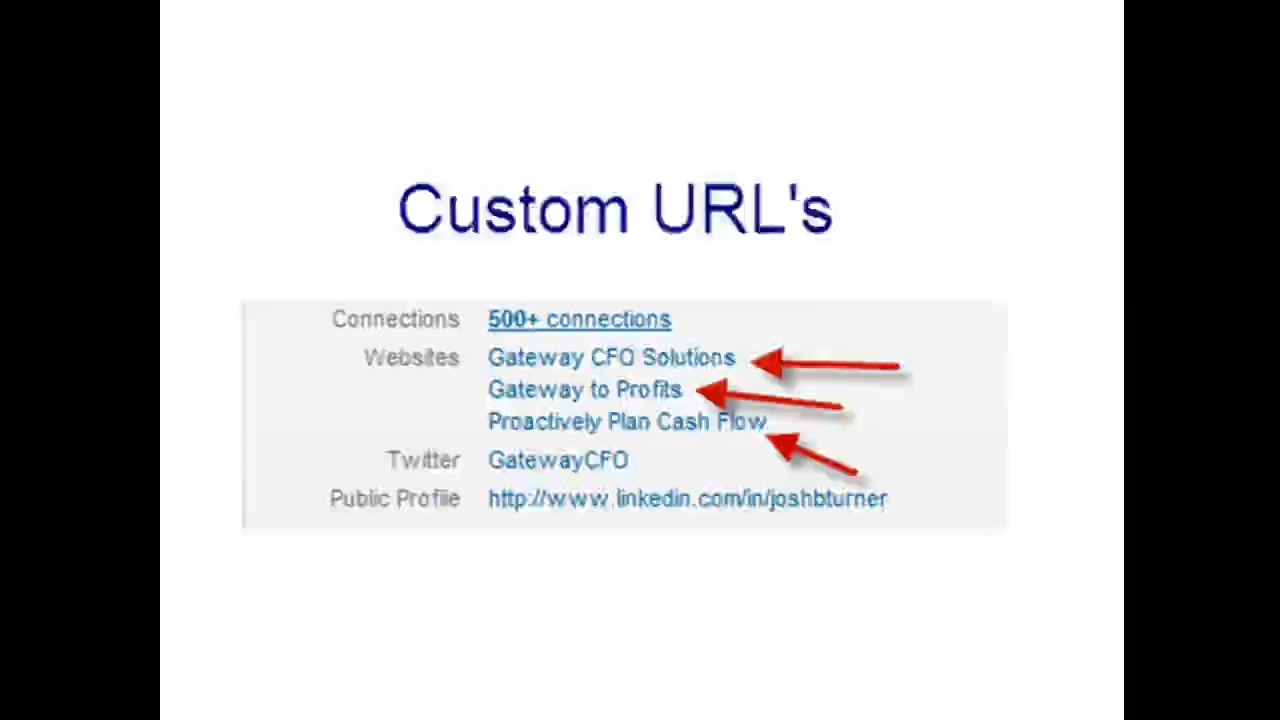 Custom URL's
Connections 500+ connections
Websites Gateway CFO Solutions
Gateway to Profits
Proactively Plan Cash Flow
Twitter GatewayCFO
Public Profile http://www.linkedin.com/in/joshbturner